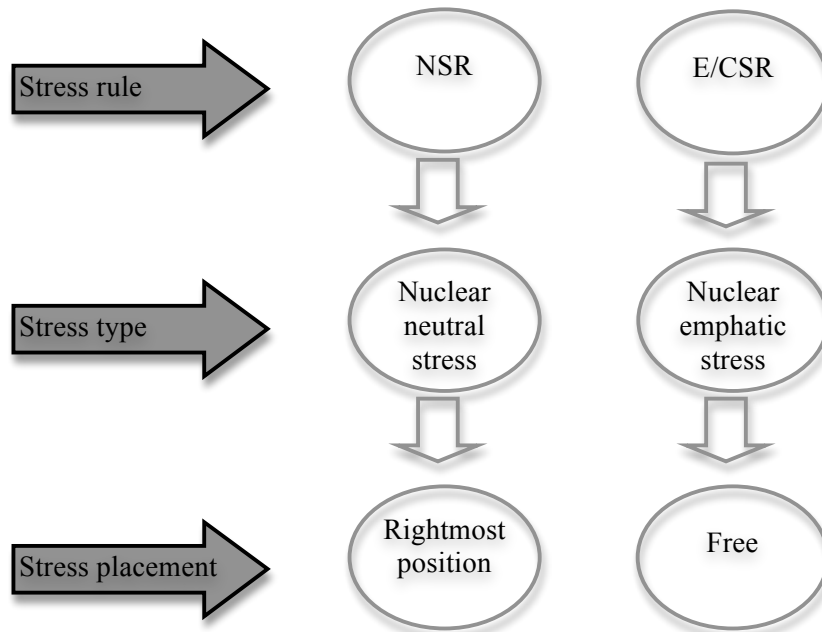 Stress rule
NSR
E/CSR
Stress type
Nuclear
neutral
stress
Nuclear
emphatic
stress
Stress placement
Rightmost
position
Free